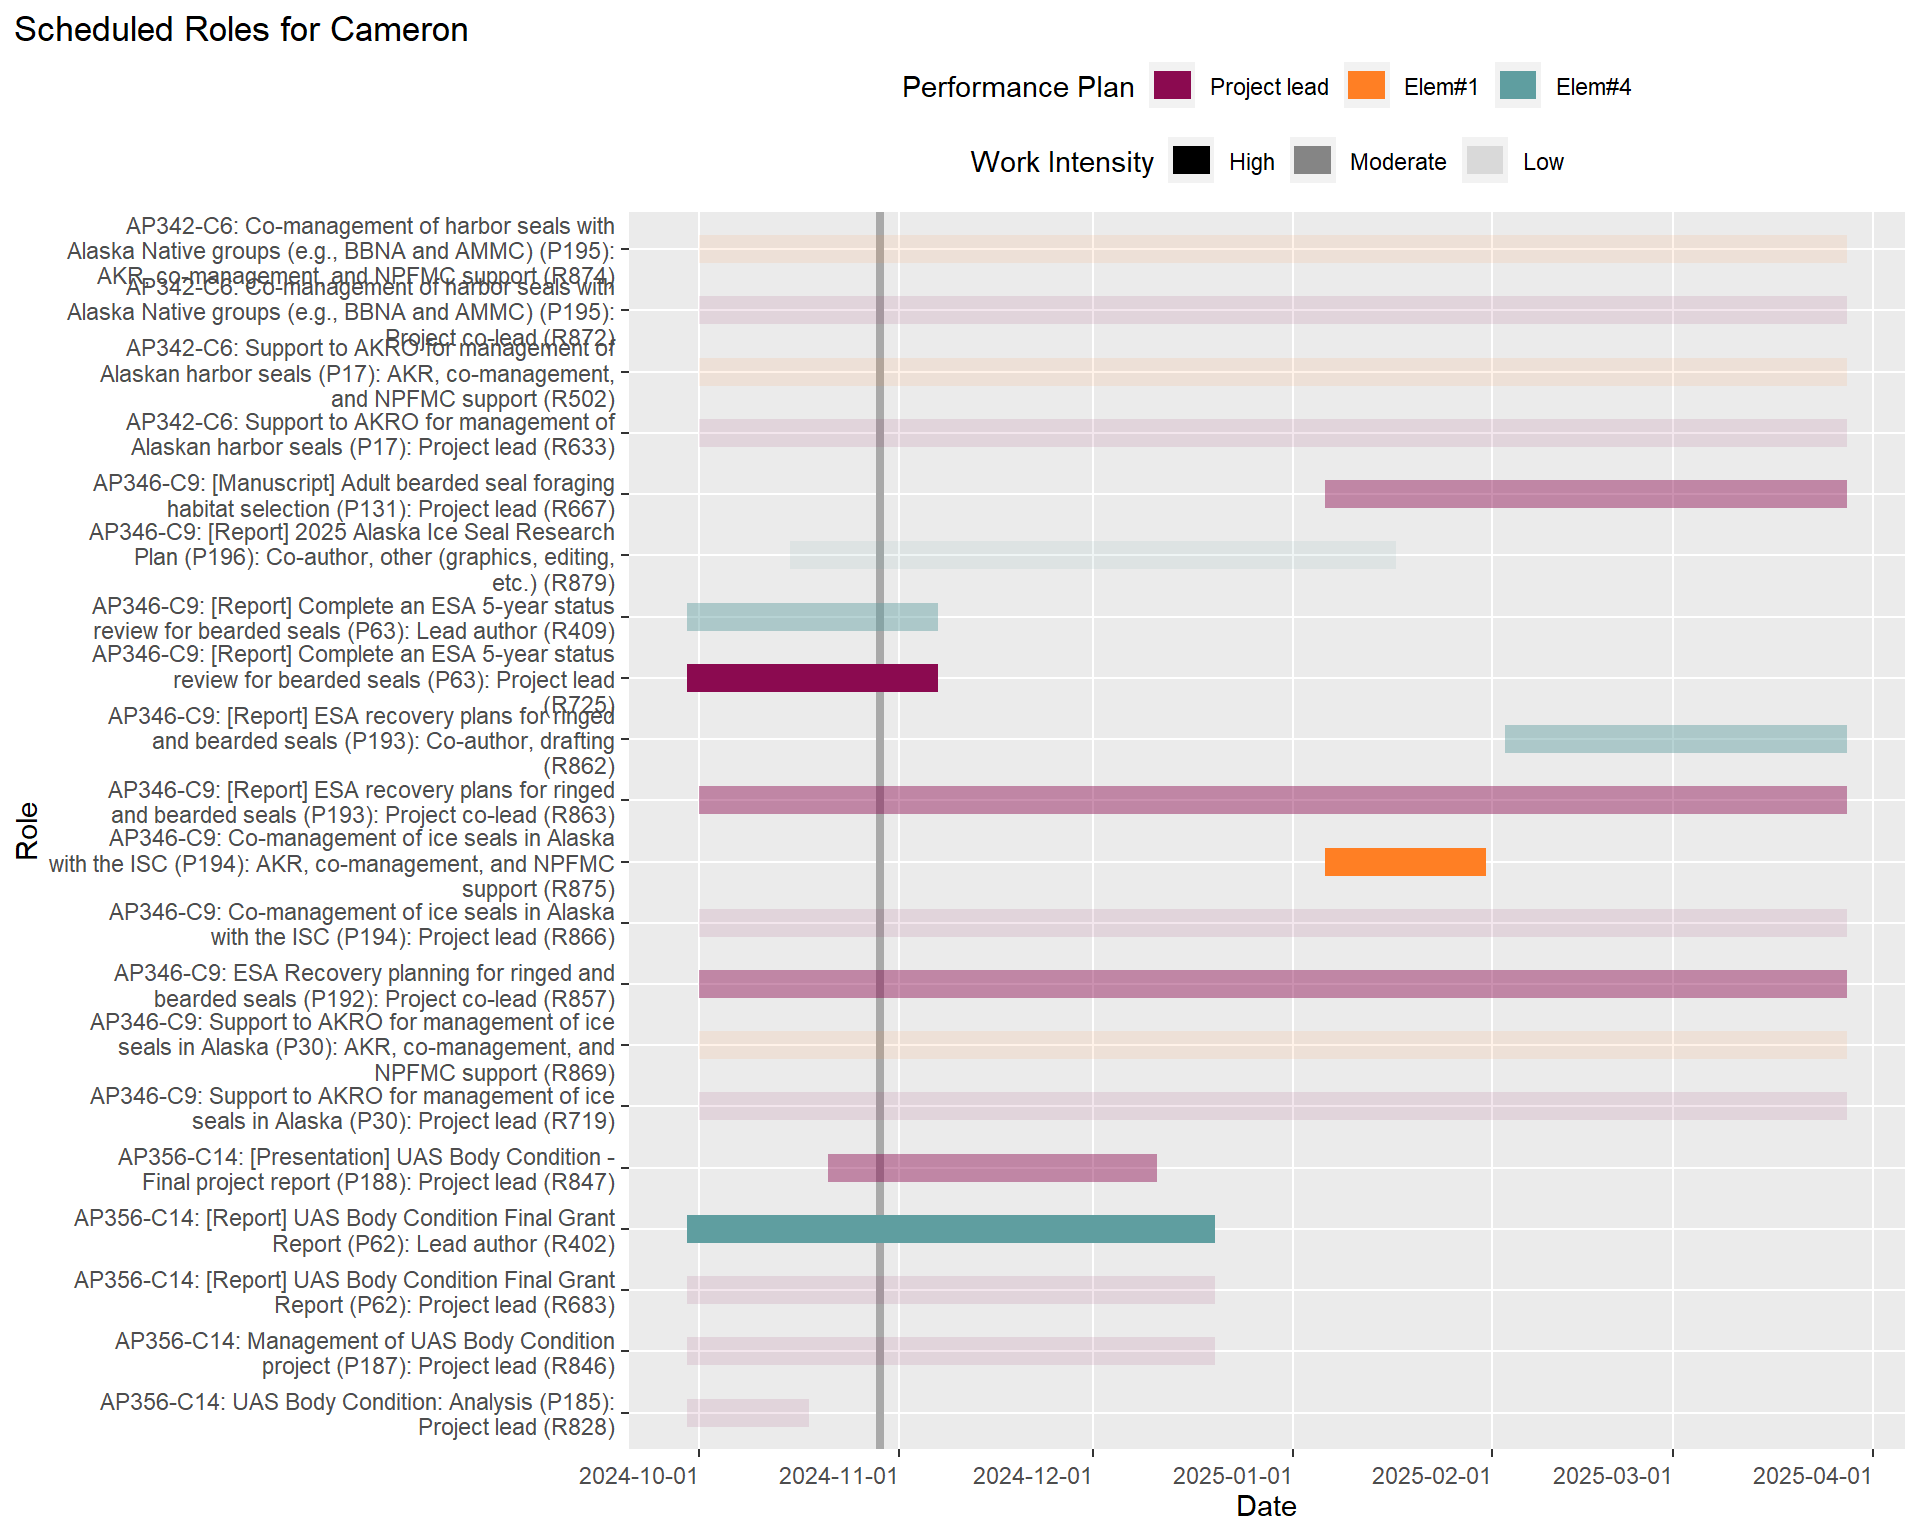 Scheduled Roles for Cameron
Performance Plan Project lead Elem#1 Elem#4
Work Intensity High Moderate Low
AP342-C6: Co-management of harbor seals with
Alaska Native groups (e.g., BBNA and AMMC) (P195):
AKR, co-management, and NPFMC support (R874)
AP342-C6: Co-management of harbor seals with
Alaska Native groups (e.g., BBNA and AMMC) (P195):
Project co-lead (R872)
AP342-C6: Support to AKRO for management of
Alaskan harbor seals (P17): AKR, co-management,
and NPFMC support (R502)
AP342-C6: Support to AKRO for management of
Alaskan harbor seals (P17): Project lead (R633)
AP346-C9: [Manuscript] Adult bearded seal foraging
habitat selection (P131): Project lead (R667)
AP346-C9: [Report] 2025 Alaska Ice Seal Research
Plan (P196): Co-author, other (graphics, editing,
etc.) (R879)
AP346-C9: [Report] Complete an ESA 5-year status
review for bearded seals (P63): Lead author (R409)
AP346-C9: [Report] Complete an ESA 5-year status
review for bearded seals (P63): Project lead
(R725)
AP346-C9: [Report] ESA recovery plans for ringed
and bearded seals (P193): Co-author, drafting
(R862)
AP346-C9: [Report] ESA recovery plans for ringed
and bearded seals (P193): Project co-lead (R863)
AP346-C9: Co-management of ice seals in Alaska
with the ISC (P194): AKR, co-management, and NPFMC
support (R875)
AP346-C9: Co-management of ice seals in Alaska
with the ISC (P194): Project lead (R866)
AP346-C9: ESA Recovery planning for ringed and
bearded seals (P192): Project co-lead (R857)
AP346-C9: Support to AKRO for management of ice
seals in Alaska (P30): AKR, co-management, and
NPFMC support (R869)
AP346-C9: Support to AKRO for management of ice
seals in Alaska (P30): Project lead (R719)
AP356-C14: [Presentation] UAS Body Condition -
Final project report (P188): Project lead (R847)
AP356-C14: [Report] UAS Body Condition Final Grant
Report (P62): Lead author (R402)
AP356-C14: [Report] UAS Body Condition Final Grant
Report (P62): Project lead (R683)
AP356-C14: Management of UAS Body Condition
project (P187): Project lead (R846)
AP356-C14: UAS Body Condition: Analysis (P185):
Project lead (R828)
Role
2024-10-01 2024-11-01 2024-12-01 2025-01-01 2025-02-01 2025-03-01 2025-04-01
Date